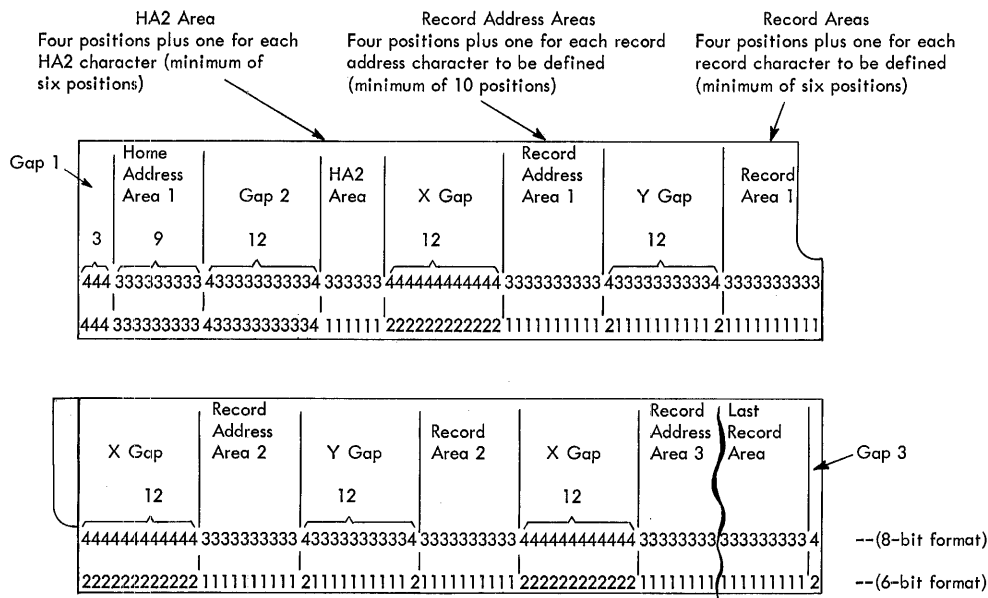 HA2 Area
Four positions plus one for each
HA2 character (minimum of
six positions)
Record Address Areas
Four positions plus one for each record
address character to be defined
(minimum of 10 positions)
Record Areas
Four positions plus one for each
record character to be defined
(minimum of six positions)
Gap 1
Home
Address
Area 1
Gap 2
HA2
Area
X Gap
Record
Address
Area 1
Y Gap
Record
Area 1
3 9 12 12 12
444 333333333 433333333334 333333 444444444444 3333333333 433333333334 3333333333
444 333333333 433333333334 111111 222222222222 1111111111 211111111112 1111111111
X Gap
Record
Address
Area 2
Y Gap
Record
Area 2
X Gap
Record
Address
Area 3
Last
Record
Area
Gap 3
12 12 12
444444444444 3333333333 433333333334 3333333333 444444444444 33333333 333333333 4 --(8-bit format)
222222222222 1111111111 211111111112 1111111111 222222222222 11111111 111111111 2 --(6-bit format)